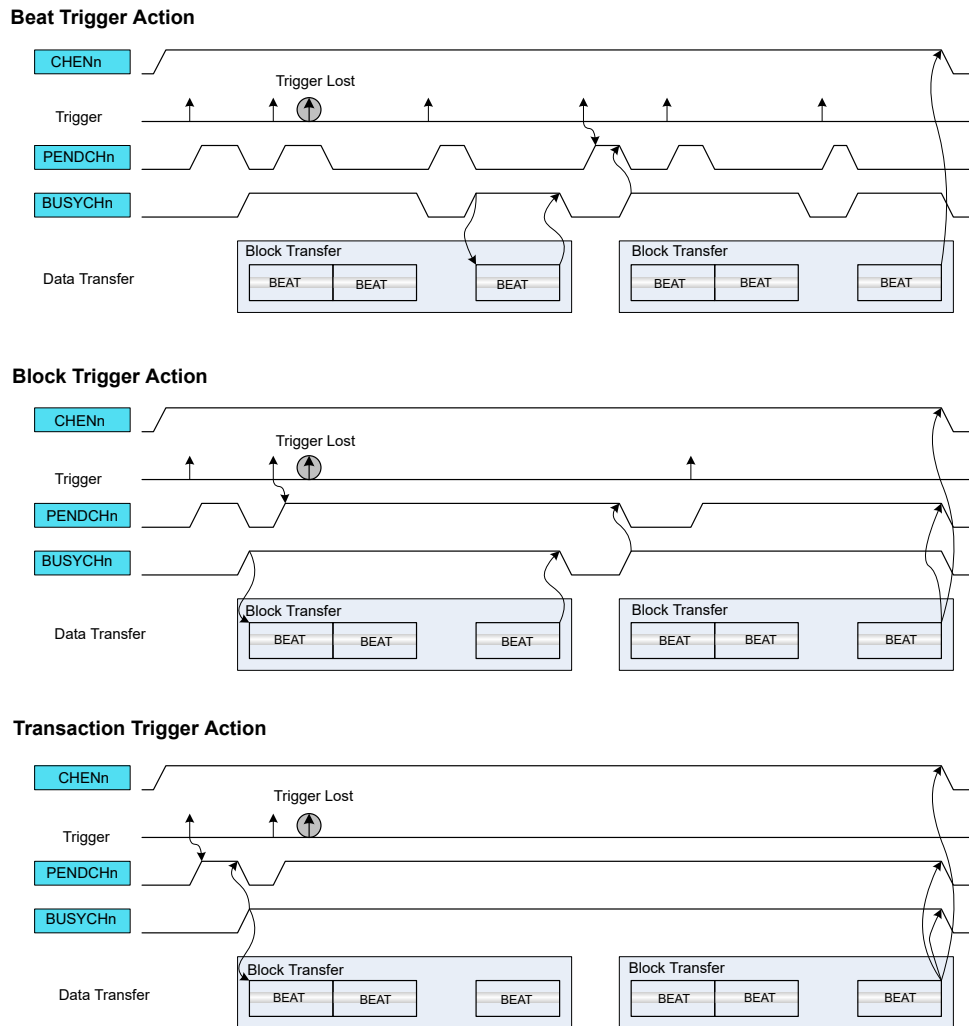 Beat Trigger Action
CHENn
Trigger Lost
Trigger
PENDCHn
BUSYCHn
Block Transfer
Block Transfer
Data Transfer
BEAT
BEAT
BEAT
BEAT
BEAT
BEAT
Block Trigger Action
CHENn
Trigger Lost
Trigger
PENDCHn
BUSYCHn
Block Transfer
Block Transfer
Data Transfer
BEAT
BEAT
BEAT
BEAT
BEAT
BEAT
Transaction Trigger Action
CHENn
Trigger Lost
Trigger
PENDCHn
BUSYCHn
Block Transfer
Block Transfer
Data Transfer
BEAT
BEAT
BEAT
BEAT
BEAT
BEAT